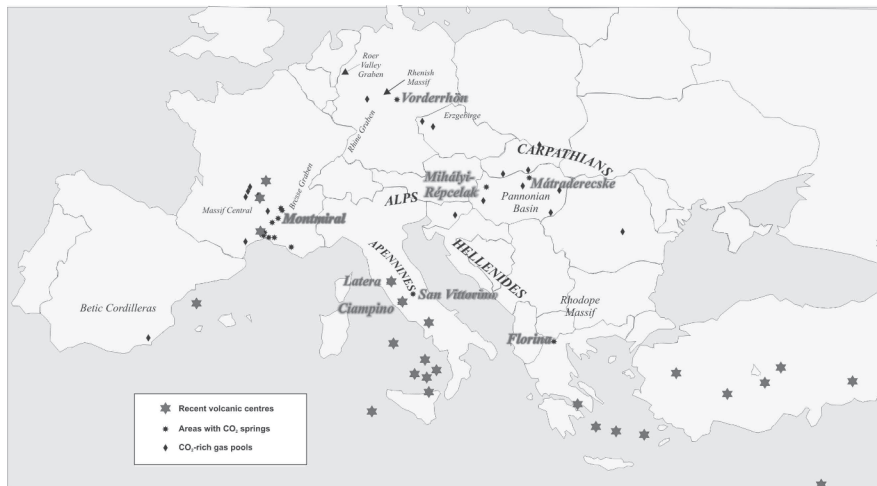 Roer
Valley
Graben
Rhenish
Massif
Vorderrhön
Rhine Graben
Erzgebirge
CARPATHIANS
Bresse Graben
Mihályi-
Répcelak
Mátraderecske
ALPS
Pannonian
Basin
Massif Central
Montmiral
APENNINES
HELLENIDES
Latera
San Vittorino
Ciampino
Rhodope
Massif
Betic Cordilleras
Florina
Recent volcanic centres
Areas with CO₂ springs
CO₂-rich gas pools